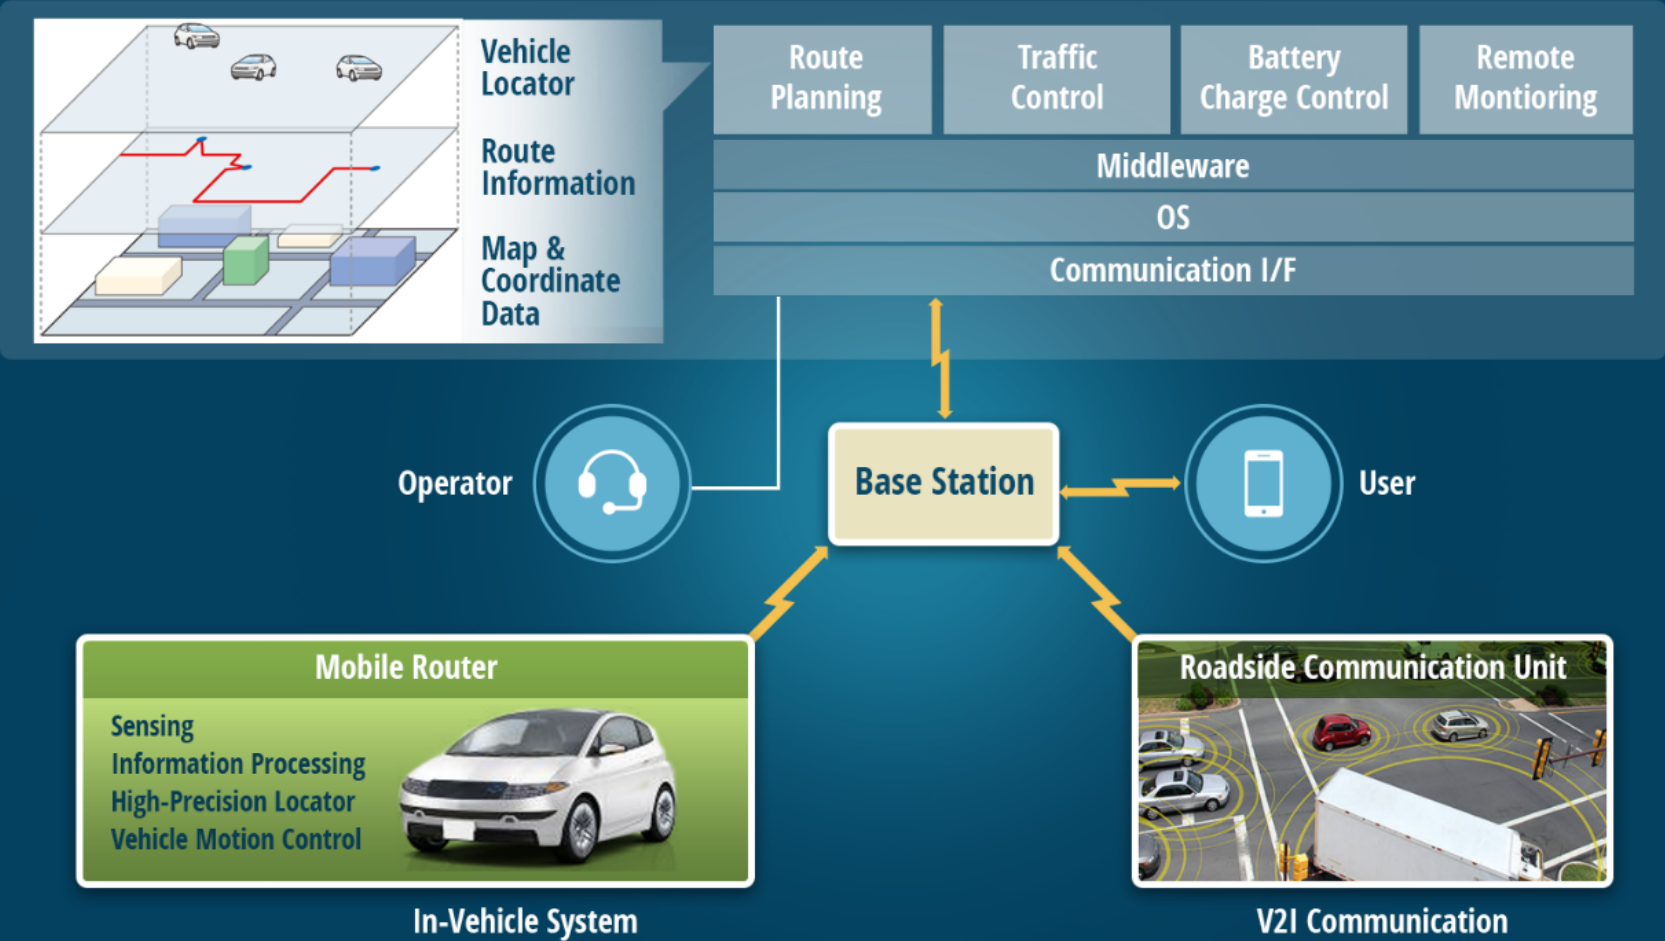 Vehicle
Locator
Route
Information
Map &
Coordinate
Data
Route
Planning
Traffic
Control
Battery
Charge Control
Remote
Montioring
Middleware
OS
Communication I/F
Operator
Base Station
User
Mobile Router
Sensing
Information Processing
High-Precision Locator
Vehicle Motion Control
In-Vehicle System
Roadside Communication Unit
V2I Communication